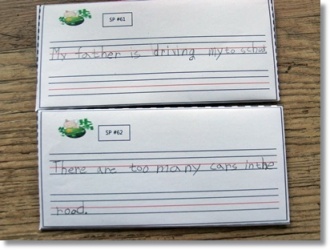 SP #61
My father is driving my to school
SP #62
There are too many cars in the
road.